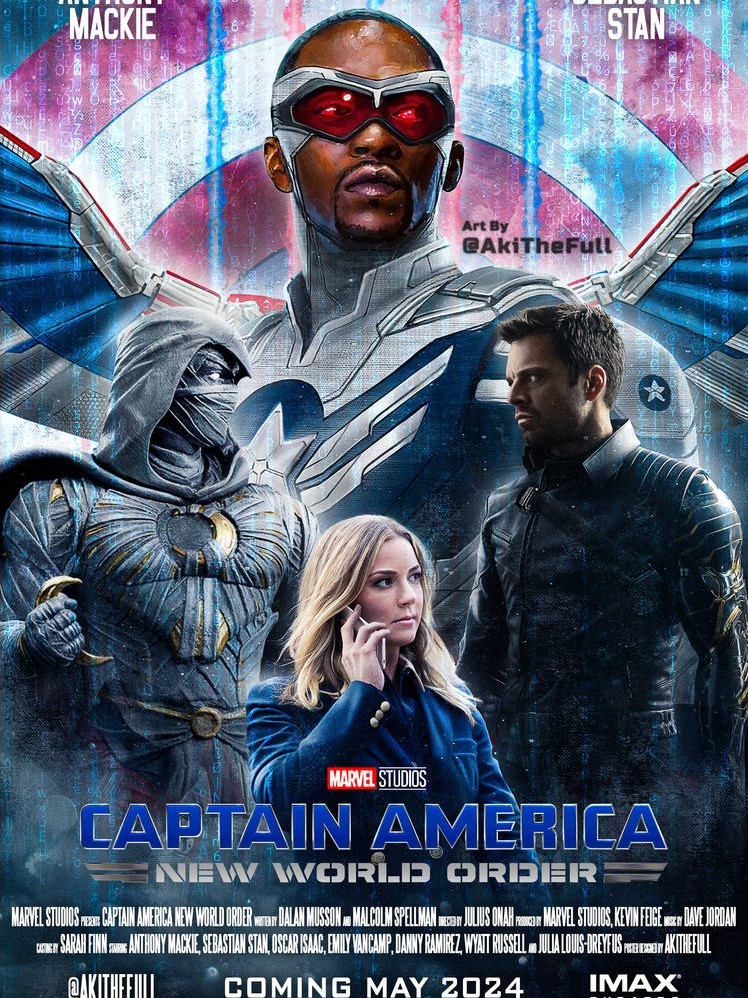 ANTHONY SEBASTIAN
MACKIE STAN
Art By
@AkiTheFull
MARVEL STUDIOS
CAPTAIN AMERICA
NEW WORLD ORDER
MARVEL STUDIOS PRESENTS CAPTAIN AMERICA NEW WORLD ORDER WRITTEN BY DALAN MUSSON AND MALCOLM SPELLMAN DIRECTED BY JULIUS ONAH PRODUCED BY MARVEL STUDIOS, KEVIN FEIGE MUSIC BY DAVE JORDAN
CASTING BY SARAH FINN STARRING ANTHONY MACKIE, SEBASTIAN STAN, OSCAR ISAAC, EMILY VANCAMP, DANNY RAMIREZ, WYATT RUSSELL AND JULIA LOUIS-DREYFUS POSTER DESIGNED BY AKITHEFULL
@AKITHEFULL COMING MAY 2024 IMAX